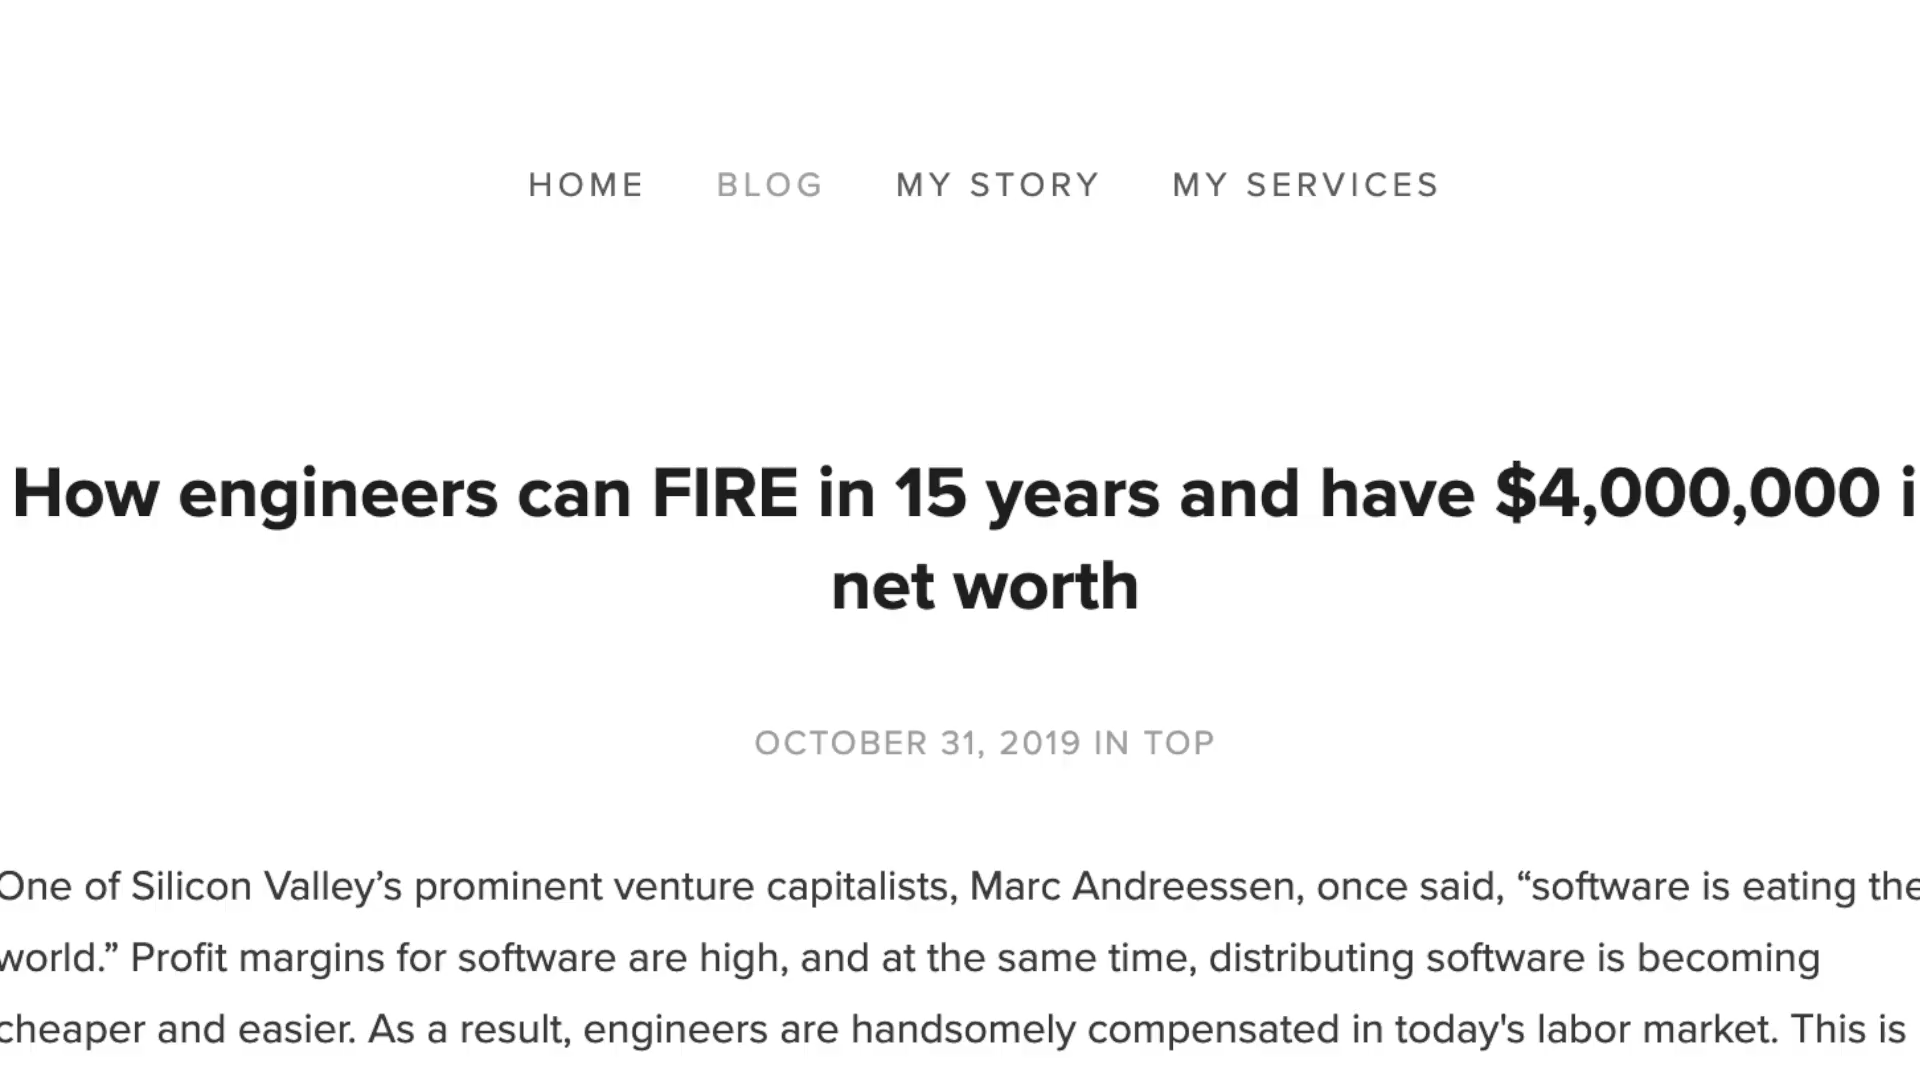 HOME BLOG MY STORY MY SERVICES
How engineers can FIRE in 15 years and have $4,000,000 i
net worth
OCTOBER 31, 2019 IN TOP
One of Silicon Valley’s prominent venture capitalists, Marc Andreessen, once said, “software is eating the
world.” Profit margins for software are high, and at the same time, distributing software is becoming
cheaper and easier. As a result, engineers are handsomely compensated in today's labor market. This is